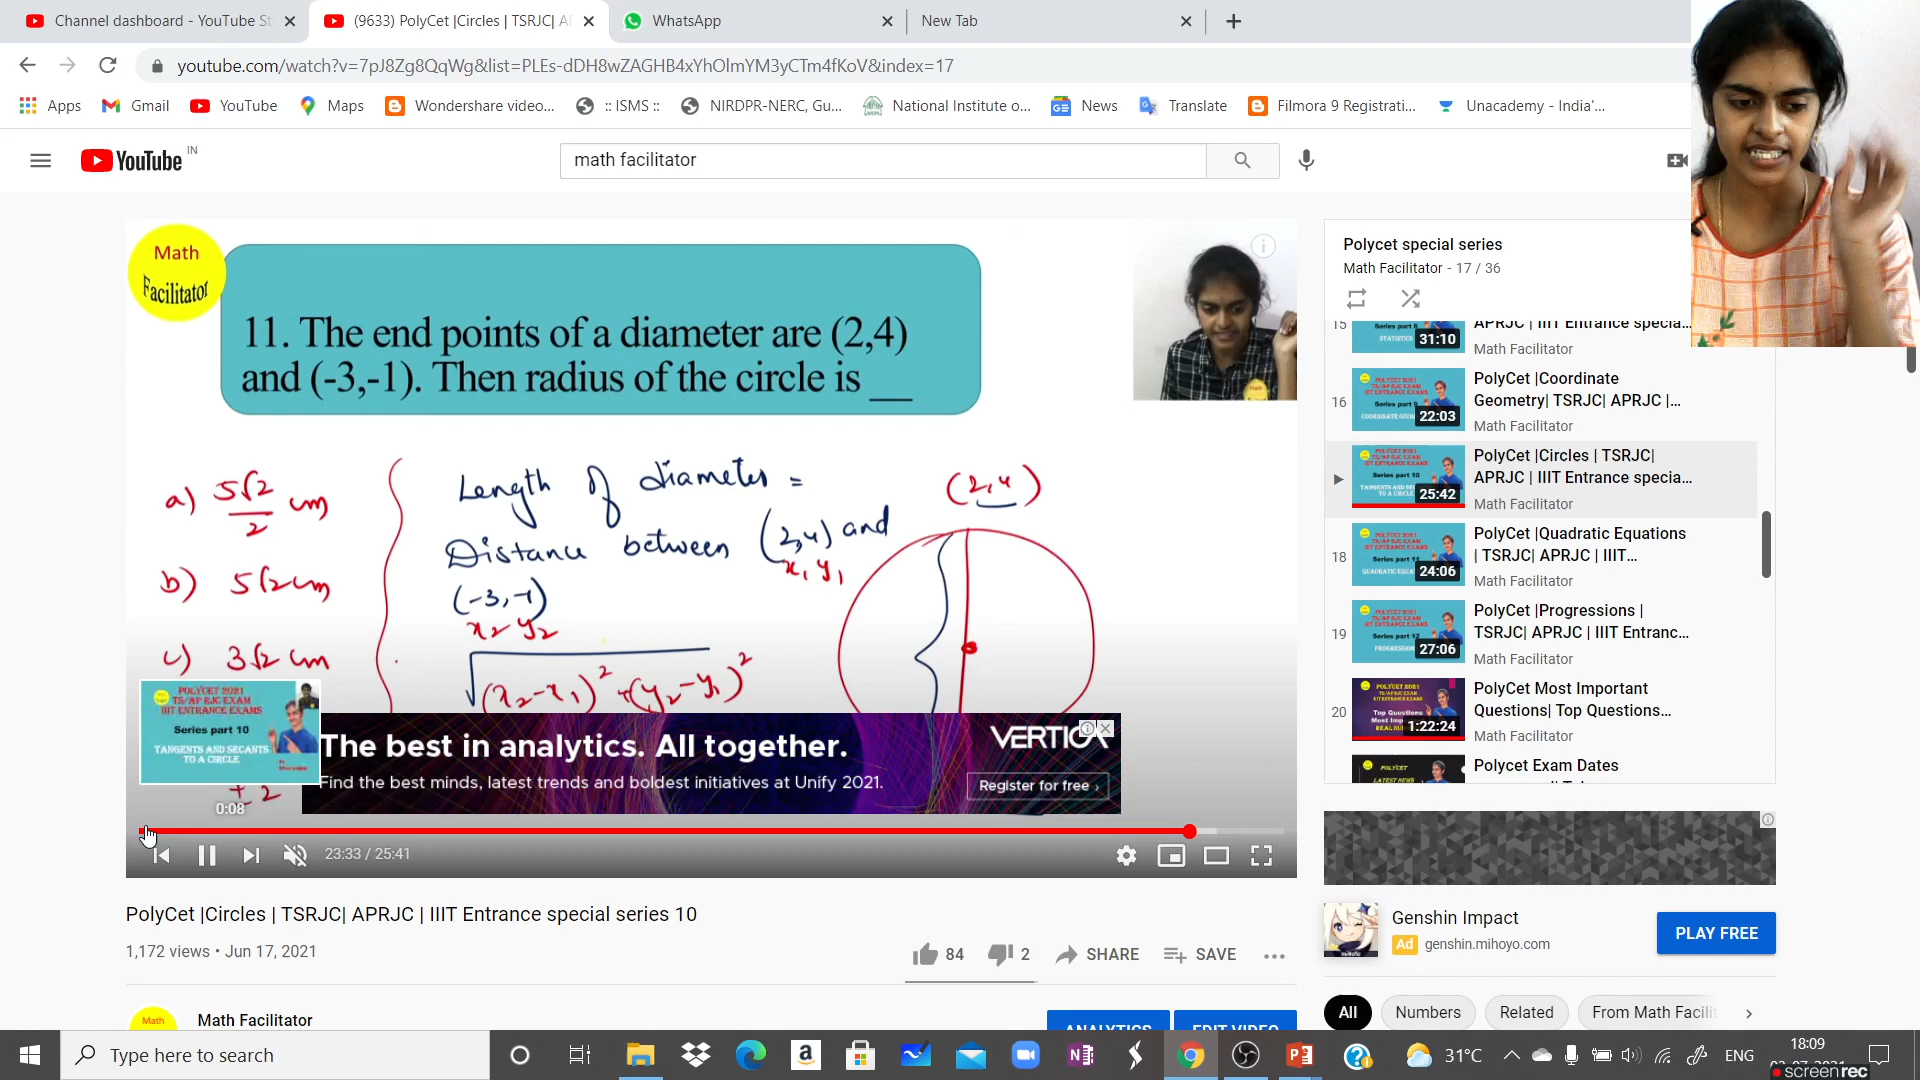 Channel dashboard - YouTube St
(9633) PolyCet |Circles | TSRJC| AP
WhatsApp
New Tab
youtube.com/watch?v=7pJ8Zg8QqWg&list=PLEs-dDH8wZAGHB4xYhOlmYM3yCTm4fKoV&index=17
Apps
Gmail
YouTube
Maps
Wondershare video...
:: ISMS ::
NIRDPR-NERC, Gu...
National Institute o...
News
Translate
Filmora 9 Registrati...
Unacademy - India'...
YouTube IN
math facilitator
Math
Facilitator
11. The end points of a diameter are (2,4)
and (-3,-1). Then radius of the circle is __
a) 5√2/2 cm
b) 5√2 cm
c) 3√2 cm
Length of diameter =
Distance between (2,4) and
x₁ y₁
(-3,-1)
x₂ y₂
√(x₂-x₁)² + (y₂-y₁)²
(2,4)
POLYCET 2021
TS/AP RJC EXAM
IIIT ENTRANCE EXAMS
Series part 10
TANGENTS AND SECANTS
TO A CIRCLE
0:08
The best in analytics. All together.
Find the best minds, latest trends and boldest initiatives at Unify 2021.
VERTICA
Register for free ›
23:33 / 25:41
PolyCet |Circles | TSRJC| APRJC | IIIT Entrance special series 10
1,172 views • Jun 17, 2021
84
2
SHARE
SAVE
Math
Math Facilitator
ANALYTICS
EDIT VIDEO
Polycet special series
Math Facilitator - 17 / 36
15
31:10
APRJC | IIIT Entrance specia...
Math Facilitator
16
22:03
PolyCet |Coordinate
Geometry| TSRJC| APRJC |...
Math Facilitator
25:42
PolyCet |Circles | TSRJC|
APRJC | IIIT Entrance specia...
Math Facilitator
18
24:06
PolyCet |Quadratic Equations
| TSRJC| APRJC | IIIT...
Math Facilitator
19
27:06
PolyCet |Progressions |
TSRJC| APRJC | IIIT Entranc...
Math Facilitator
20
1:22:24
PolyCet Most Important
Questions| Top Questions...
Math Facilitator
Polycet Exam Dates
Genshin Impact
Ad genshin.mihoyo.com
PLAY FREE
All
Numbers
Related
From Math Facilit
Type here to search
31°C
ENG
18:09
screenrec